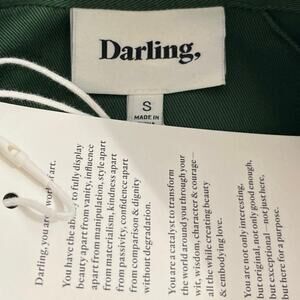 Darling,
S
MADE IN
Darling, you are art.
You have the ability to fully display
beauty apart from vanity, influence
apart from manipulation, style apart
from materialism, kindness apart
from passivity, confidence apart
from comparison & dignity
without degradation.
You are a catalyst to transform
the world around you through your
wit, wisdom, character & courage—
all the while creating beauty
& embodying love.
You are not only interesting,
but original, not only good enough,
but exceptional—not just here,
but here for a purpose.